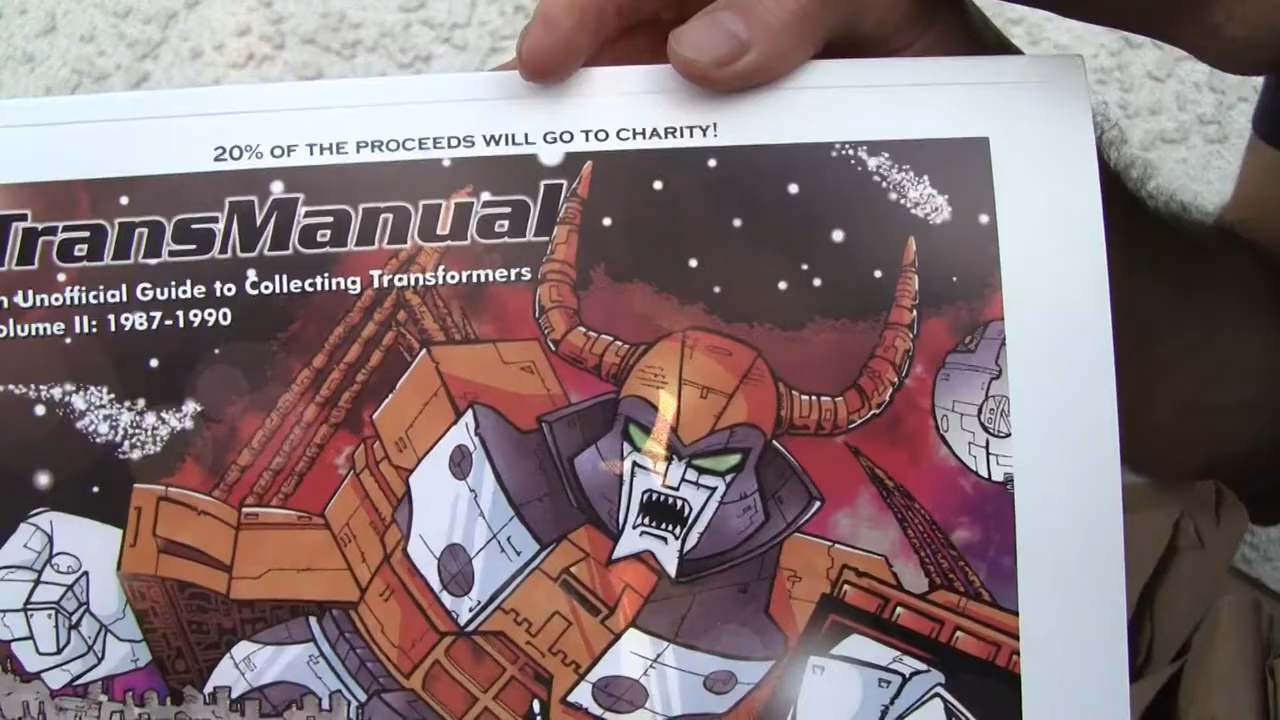 20% OF THE PROCEEDS WILL GO TO CHARITY!
TransManual
n Unofficial Guide to Collecting Transformers
olume II: 1987-1990